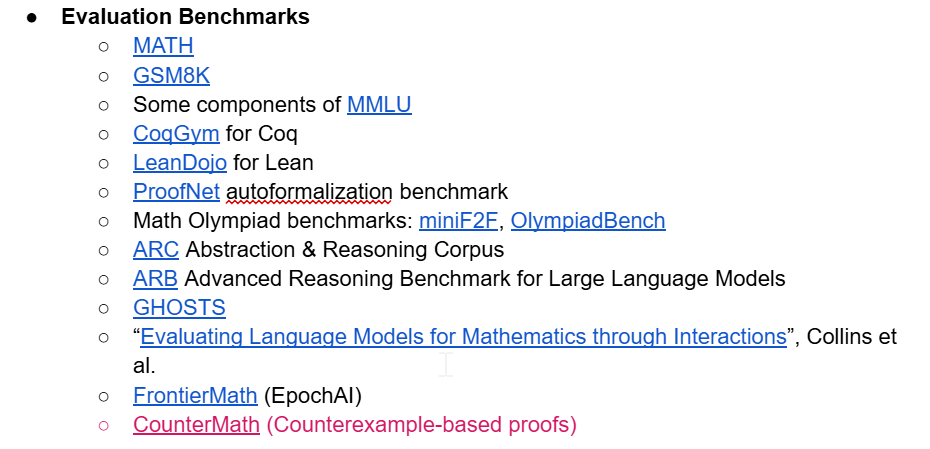 ● Evaluation Benchmarks
○ MATH
○ GSM8K
○ Some components of MMLU
○ CoqGym for Coq
○ LeanDojo for Lean
○ ProofNet autoformalization benchmark
○ Math Olympiad benchmarks: miniF2F, OlympiadBench
○ ARC Abstraction & Reasoning Corpus
○ ARB Advanced Reasoning Benchmark for Large Language Models
○ GHOSTS
○ “Evaluating Language Models for Mathematics through Interactions”, Collins et
al.
○ FrontierMath (EpochAI)
○ CounterMath (Counterexample-based proofs)